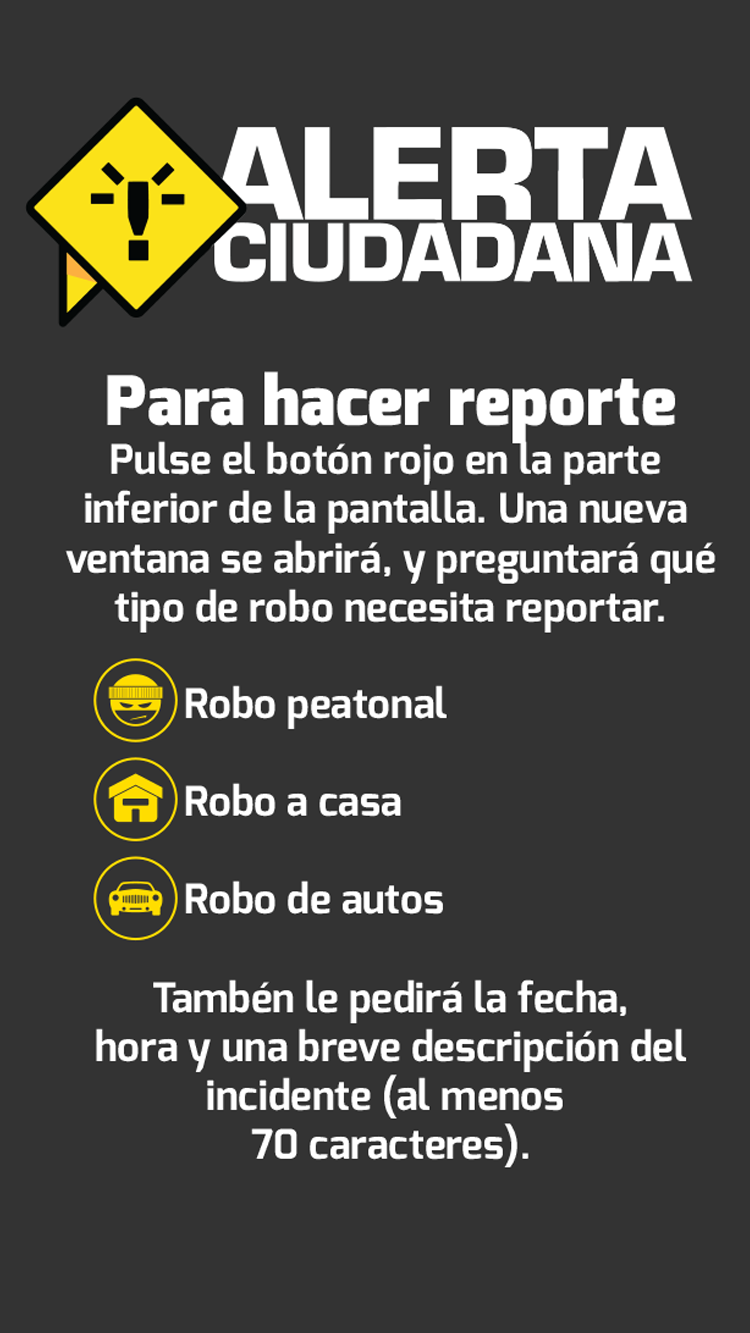 ALERTA
CIUDADANA
Para hacer reporte
Pulse el botón rojo en la parte
inferior de la pantalla. Una nueva
ventana se abrirá, y preguntará qué
tipo de robo necesita reportar.
Robo peatonal
Robo a casa
Robo de autos
Tambén le pedirá la fecha,
hora y una breve descripción del
incidente (al menos
70 caracteres).